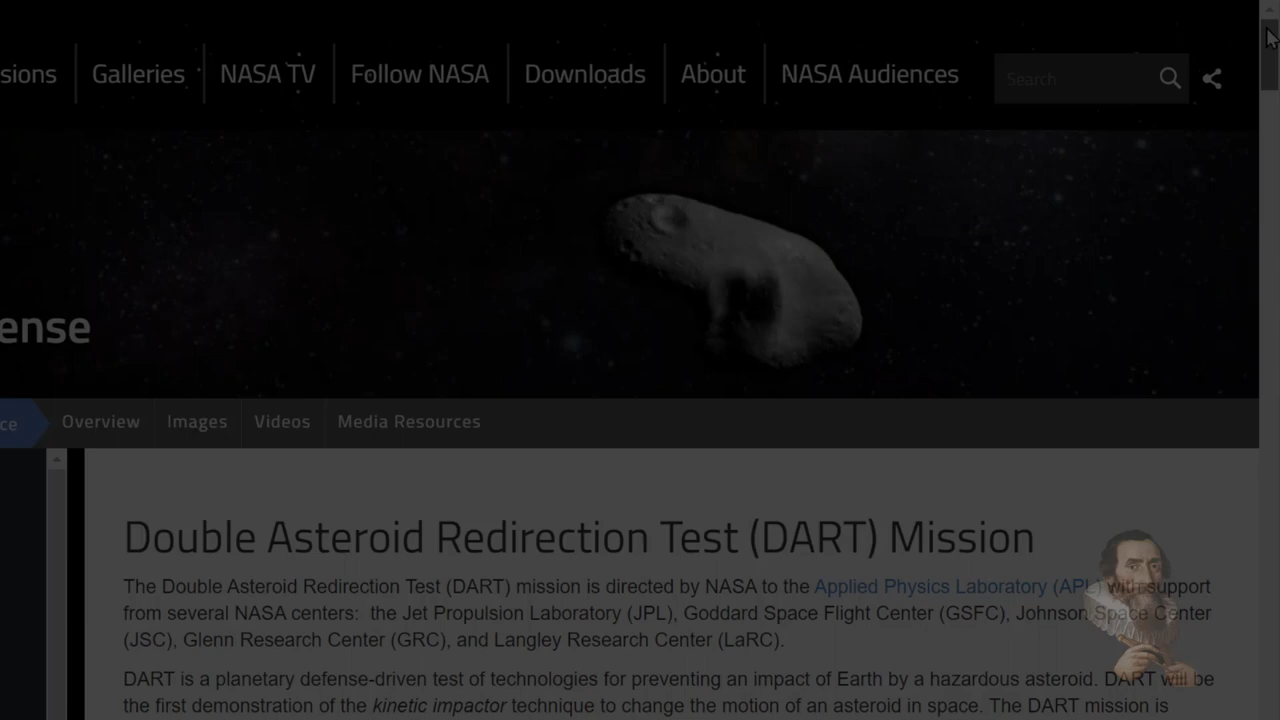 sions Galleries NASA TV Follow NASA Downloads About NASA Audiences Search
ense
ce Overview Images Videos Media Resources
Double Asteroid Redirection Test (DART) Mission
The Double Asteroid Redirection Test (DART) mission is directed by NASA to the Applied Physics Laboratory (APL) with support
from several NASA centers: the Jet Propulsion Laboratory (JPL), Goddard Space Flight Center (GSFC), Johnson Space Center
(JSC), Glenn Research Center (GRC), and Langley Research Center (LaRC).
DART is a planetary defense-driven test of technologies for preventing an impact of Earth by a hazardous asteroid. DART will be
the first demonstration of the kinetic impactor technique to change the motion of an asteroid in space. The DART mission is